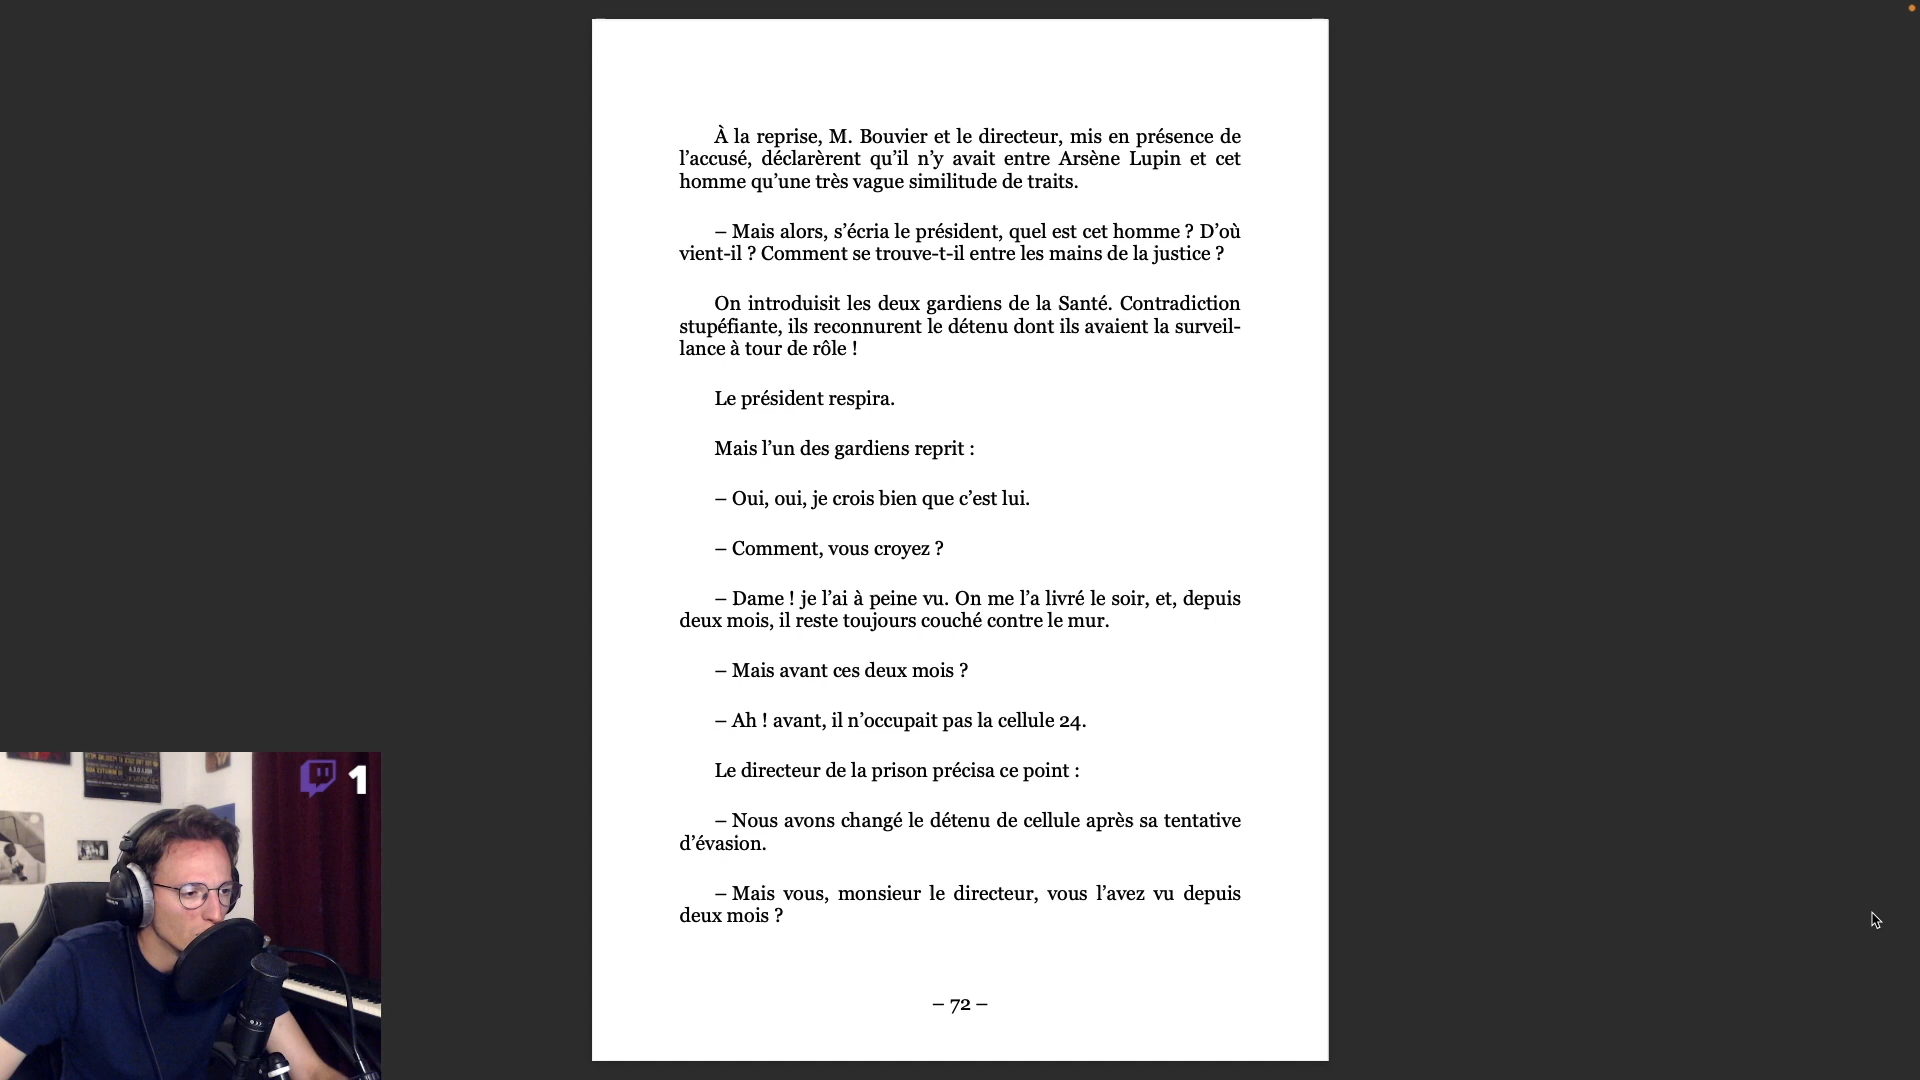 À la reprise, M. Bouvier et le directeur, mis en présence de
l’accusé, déclarèrent qu’il n’y avait entre Arsène Lupin et cet
homme qu’une très vague similitude de traits.
– Mais alors, s’écria le président, quel est cet homme ? D’où
vient-il ? Comment se trouve-t-il entre les mains de la justice ?
On introduisit les deux gardiens de la Santé. Contradiction
stupéfiante, ils reconnurent le détenu dont ils avaient la surveil-
lance à tour de rôle !
Le président respira.
Mais l’un des gardiens reprit :
– Oui, oui, je crois bien que c’est lui.
– Comment, vous croyez ?
– Dame ! je l’ai à peine vu. On me l’a livré le soir, et, depuis
deux mois, il reste toujours couché contre le mur.
– Mais avant ces deux mois ?
– Ah ! avant, il n’occupait pas la cellule 24.
Le directeur de la prison précisa ce point :
– Nous avons changé le détenu de cellule après sa tentative
d’évasion.
– Mais vous, monsieur le directeur, vous l’avez vu depuis
deux mois ?
– 72 –
1